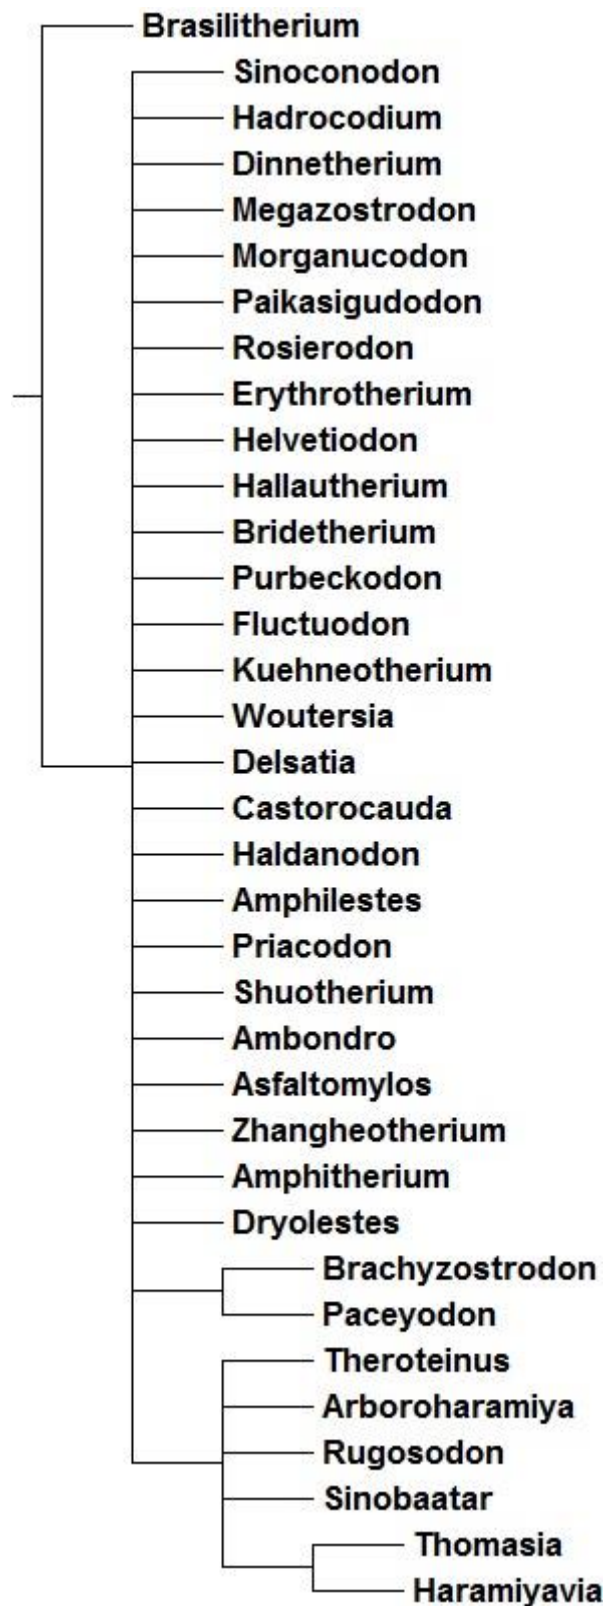 Brasilitherium
Sinoconodon
Hadrocodium
Dinnetherium
Megazostrodon
Morganucodon
Paikasigudodon
Rosierodon
Erythrotherium
Helvetiodon
Hallautherium
Bridetherium
Purbeckodon
Fluctuodon
Kuehneotherium
Woutersia
Delsatia
Castorocauda
Haldanodon
Amphilestes
Priacodon
Shuotherium
Ambondro
Asfaltomylos
Zhangheotherium
Amphitherium
Dryolestes
Brachyzostrodon
Paceyodon
Theroteinus
Arboroharamiya
Rugosodon
Sinobaatar
Thomasia
Haramiyavia